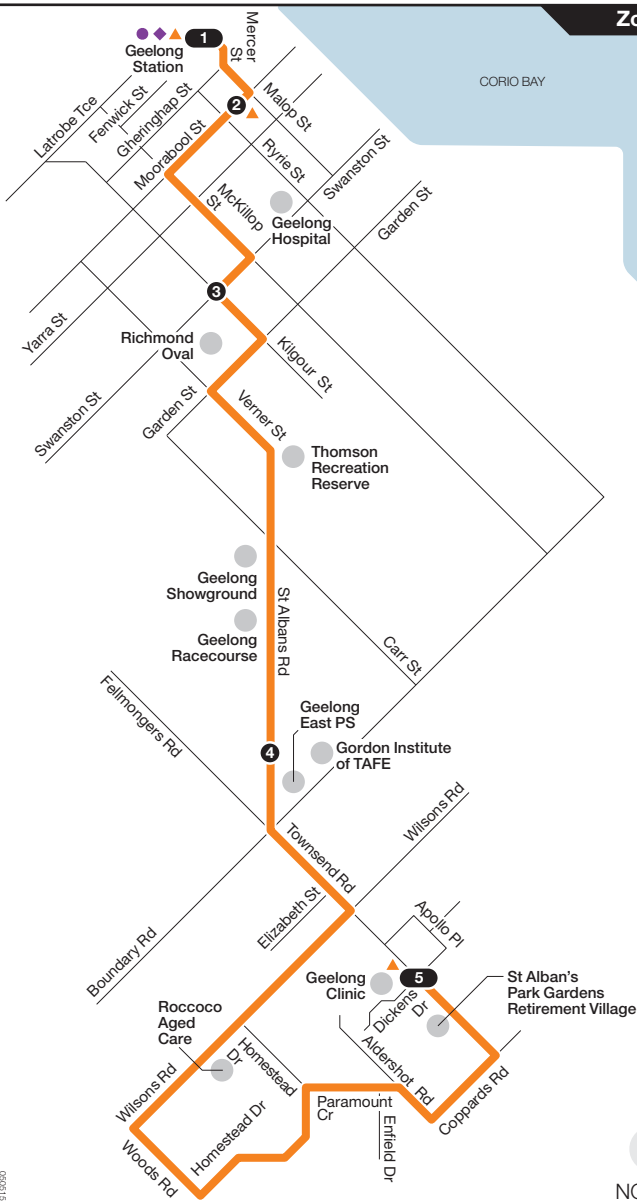 Zo
CORIO BAY
Mercer
St
1
Geelong
Station
Malop St
2
Latrobe Tce
Fenwick St
Gheringhap St
Moorabool St
Ryrie St
Swanston St
McKillop
St
Geelong
Hospital
Garden St
3
Yarra St
Richmond
Oval
Kilgour St
Swanston St
Garden St
Verner St
Thomson
Recreation
Reserve
Geelong
Showground
St Albans Rd
Geelong
Racecourse
Carr St
Fellmongers Rd
Geelong
East PS
4
Gordon Institute
of TAFE
Wilsons Rd
Townsend Rd
Elizabeth St
Boundary Rd
Apollo Pl
Geelong
Clinic
5
St Alban's
Park Gardens
Retirement Village
Dickens
Dr
Roccoco
Aged
Care
Homestead
Dr
Aldershot Rd
Coppards Rd
Wilsons Rd
Paramount
Cr
Enfield Dr
Homestead Dr
Woods Rd
050515
NO